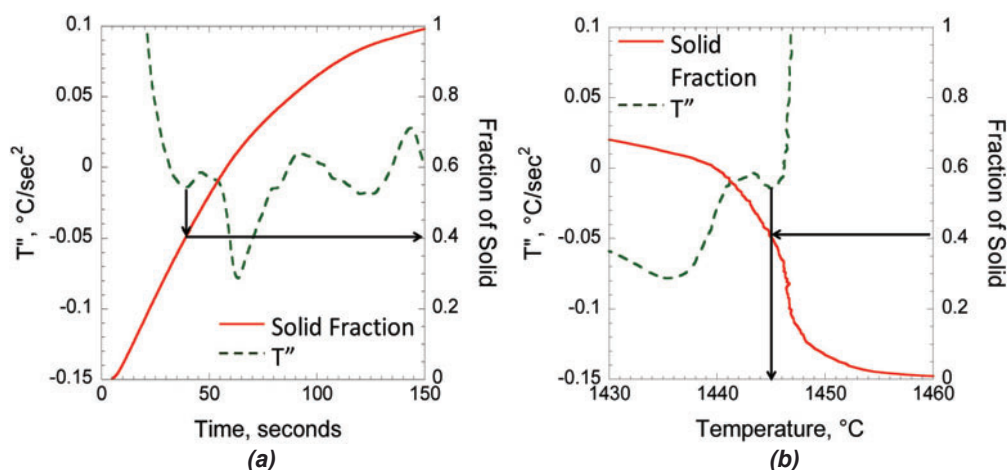 0.1
0.05
0
-0.05
-0.1
-0.15
T", °C/sec2
1
0.8
0.6
0.4
0.2
0
Fraction of Solid
Solid Fraction
T″
0
50
100
150
Time, seconds
(a)
0.1
0.05
0
-0.05
-0.1
-0.15
T", °C/sec2
1
0.8
0.6
0.4
0.2
0
Fraction of Solid
Solid
Fraction
T″
1430
1440
1450
1460
Temperature, °C
(b)